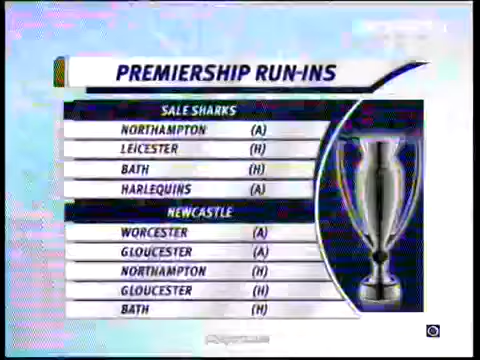 PREMIERSHIP RUN-INS
SALE SHARKS
NORTHAMPTON (A)
LEICESTER (H)
BATH (H)
HARLEQUINS (A)
NEWCASTLE
WORCESTER (A)
GLOUCESTER (A)
NORTHAMPTON (H)
GLOUCESTER (H)
BATH (H)